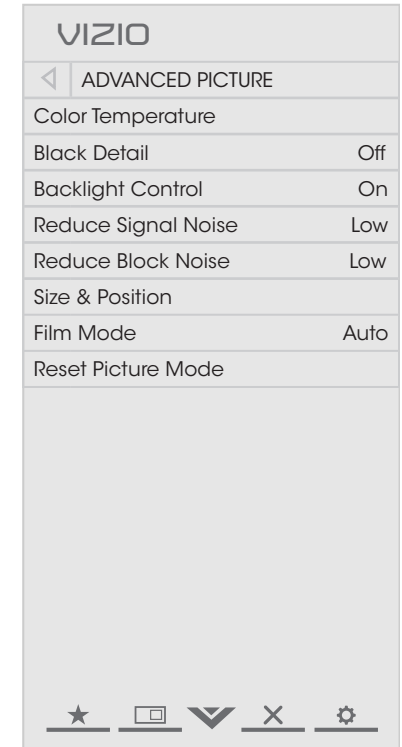 VIZIO
ADVANCED PICTURE
Color Temperature
Black Detail Off
Backlight Control On
Reduce Signal Noise Low
Reduce Block Noise Low
Size & Position
Film Mode Auto
Reset Picture Mode